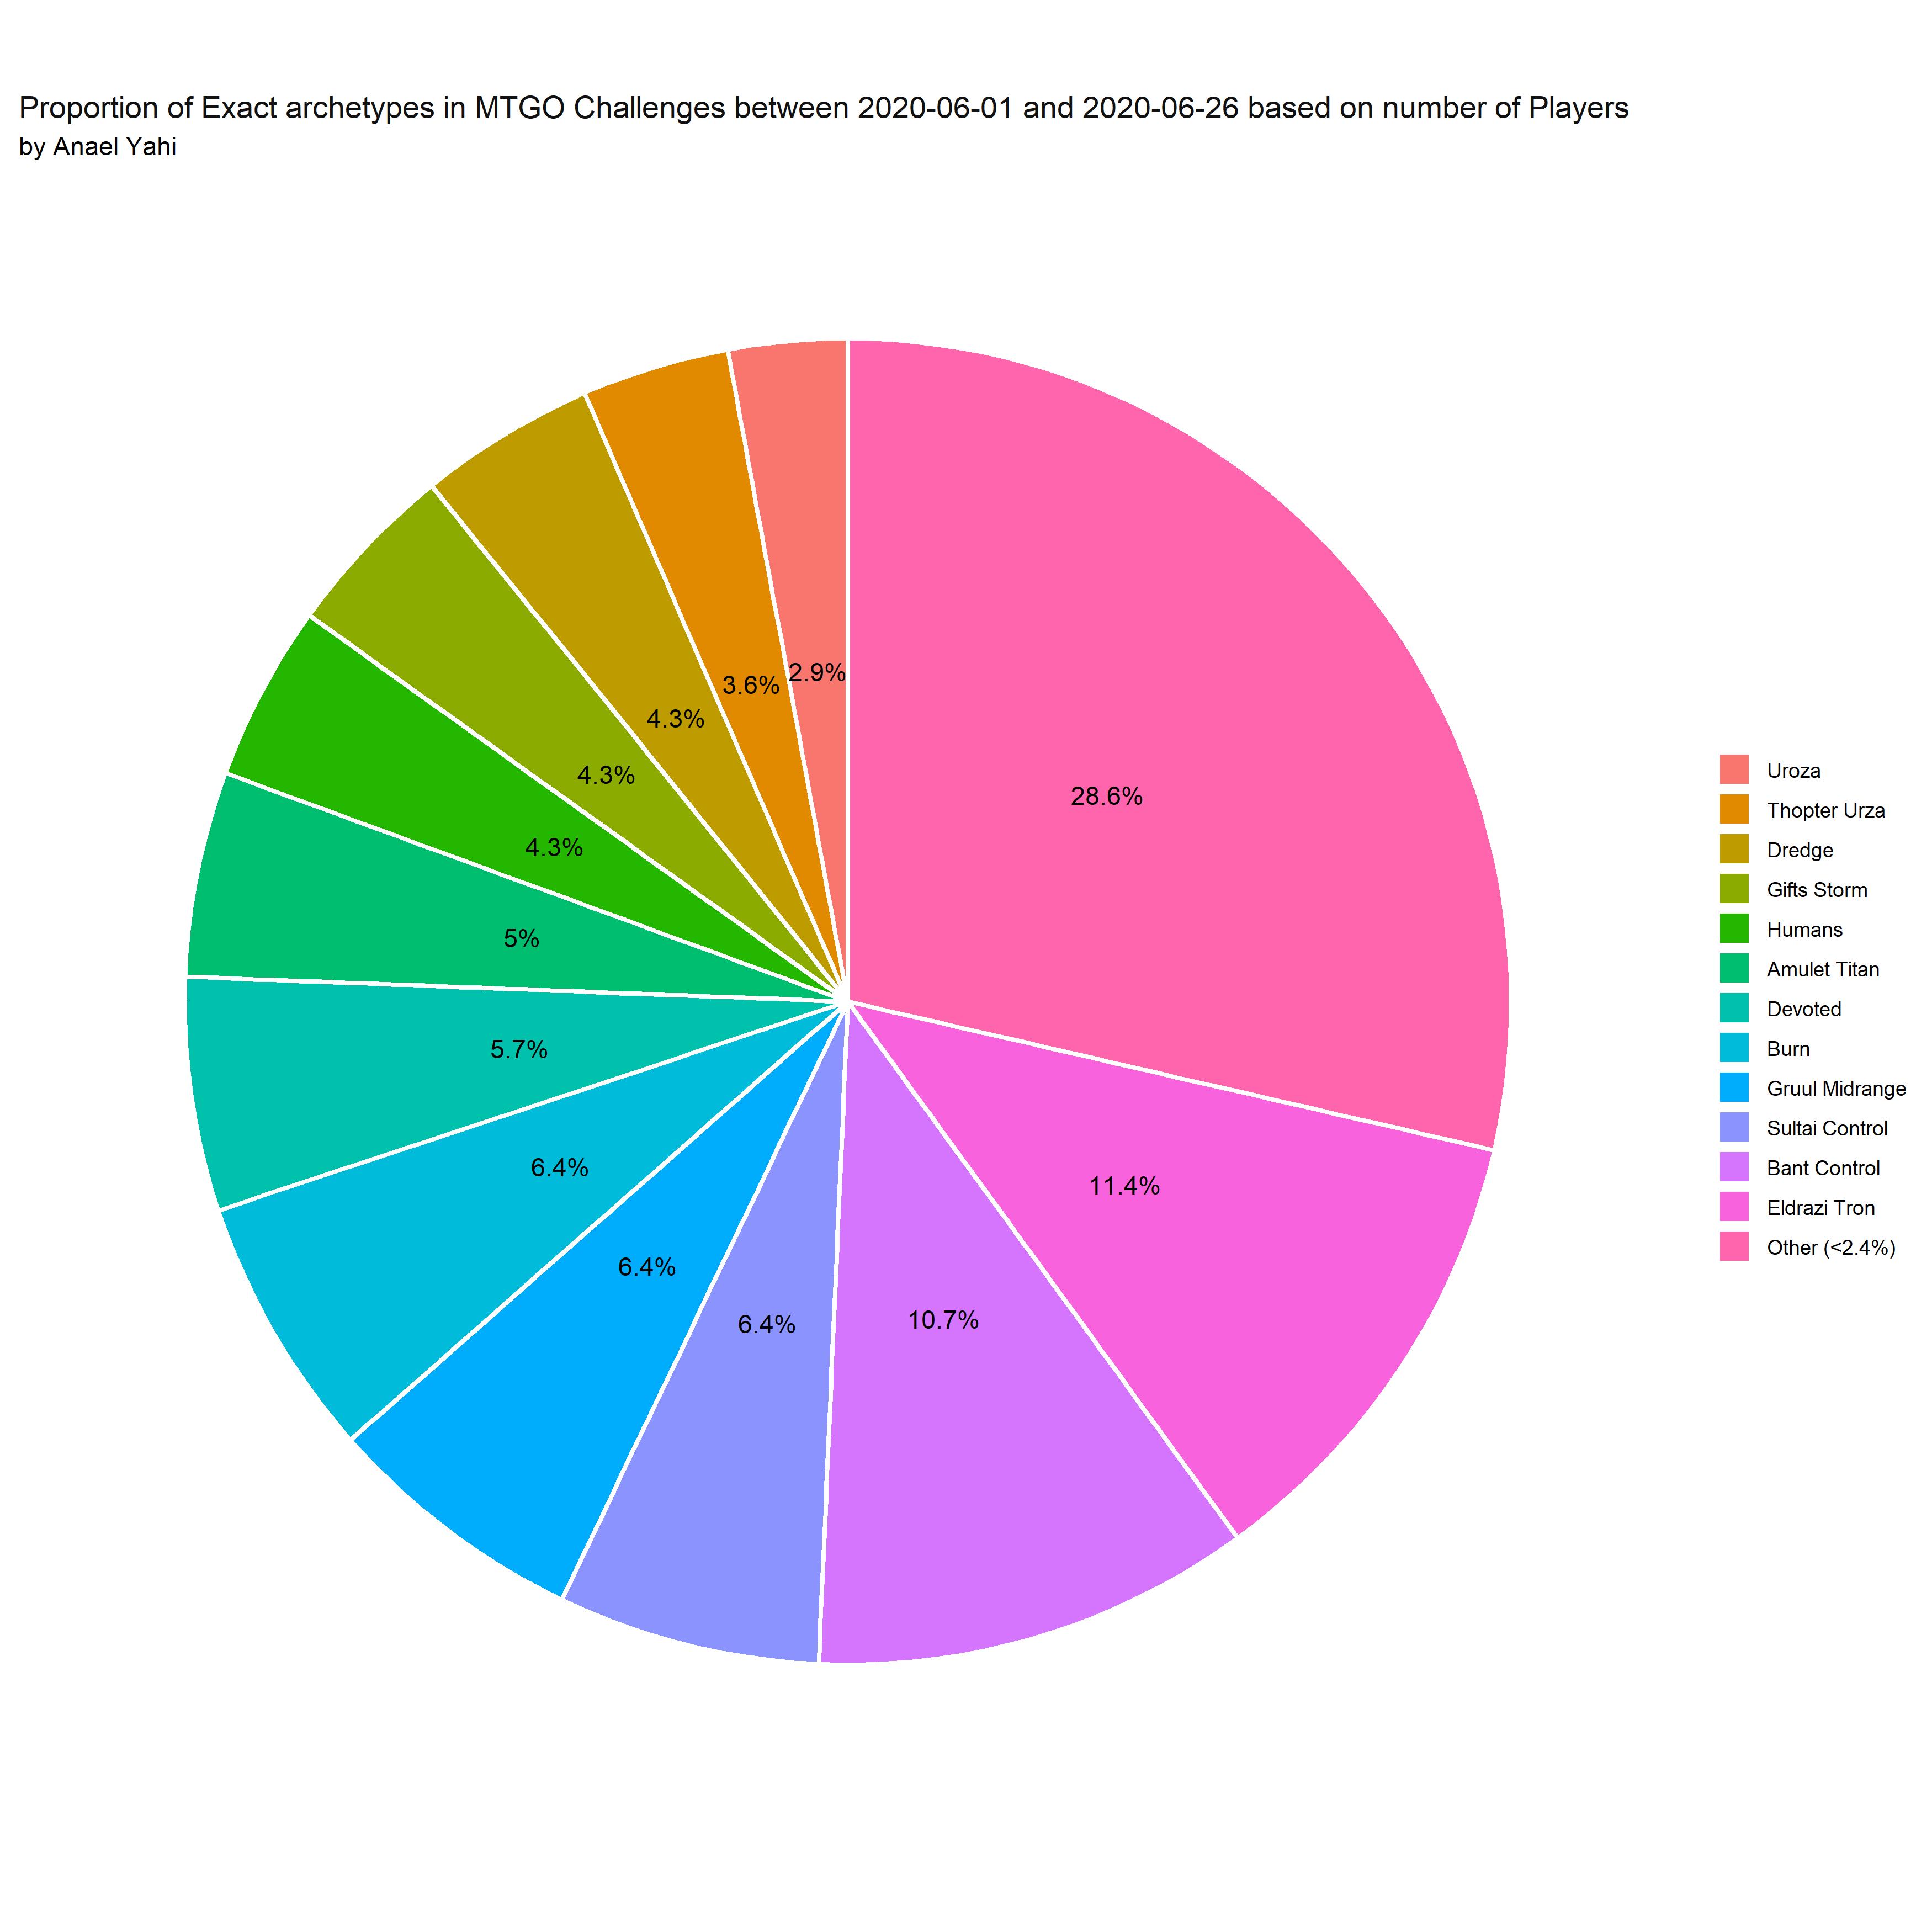 Proportion of Exact archetypes in MTGO Challenges between 2020-06-01 and 2020-06-26 based on number of Players
by Anael Yahi
2.9%
3.6%
4.3%
4.3%
4.3%
5%
5.7%
6.4%
6.4%
6.4%
10.7%
11.4%
28.6%
Uroza
Thopter Urza
Dredge
Gifts Storm
Humans
Amulet Titan
Devoted
Burn
Gruul Midrange
Sultai Control
Bant Control
Eldrazi Tron
Other (<2.4%)